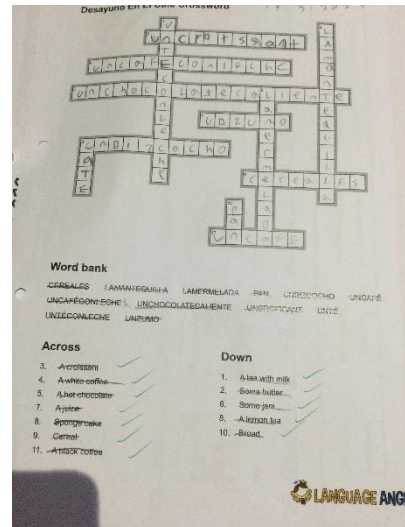 Desayuno En El Café Crossword
Word bank
CEREALES LAMANTEQUILLA LAMERMELADA PAN UNBIZCOCHO UNCAFÉ
UNCAFÉCONLECHE UNCHOCOLATECALIENTE UNCROISSANT UNTÉ
UNTÉCONLECHE UNZUMO
Across
3. A croissant
4. A white coffee
5. A hot chocolate
7. A juice
8. Sponge cake
9. Cereal
11. A black coffee
Down
1. A tea with milk
2. Some butter
6. Some jam
8. A lemon tea
10. Bread
LANGUAGE ANG